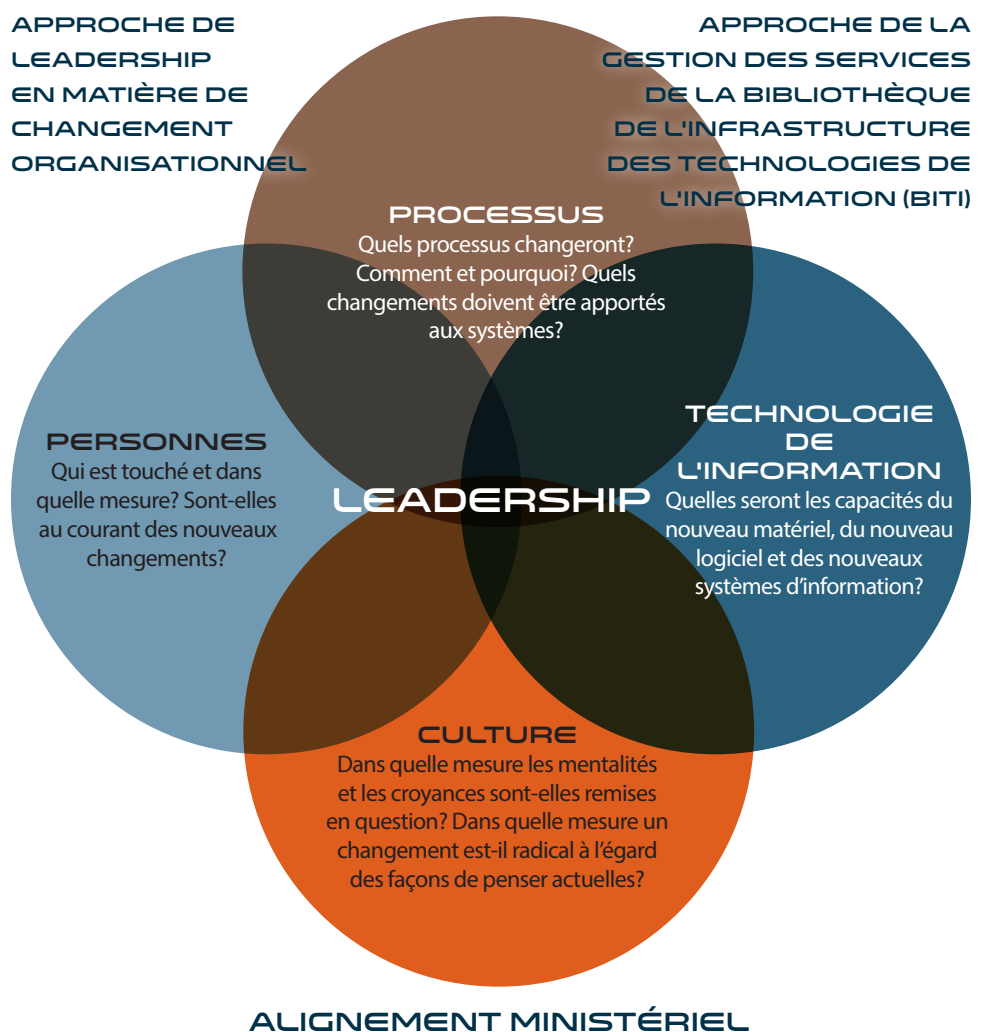 APPROCHE DE
LEADERSHIP
EN MATIÈRE DE
CHANGEMENT
ORGANISATIONNEL
APPROCHE DE LA
GESTION DES SERVICES
DE LA BIBLIOTHÈQUE
DE L'INFRASTRUCTURE
DES TECHNOLOGIES DE
L'INFORMATION (BITI)
PROCESSUS
Quels processus changeront?
Comment et pourquoi? Quels
changements doivent être apportés
aux systèmes?
PERSONNES
Qui est touché et dans
quelle mesure? Sont-elles
au courant des nouveaux
changements?
LEADERSHIP
TECHNOLOGIE
DE
L'INFORMATION
Quelles seront les capacités du
nouveau matériel, du nouveau
logiciel et des nouveaux
systèmes d'information?
CULTURE
Dans quelle mesure les mentalités
et les croyances sont-elles remises
en question? Dans quelle mesure un
changement est-il radical à l'égard
des façons de penser actuelles?
ALIGNEMENT MINISTÉRIEL